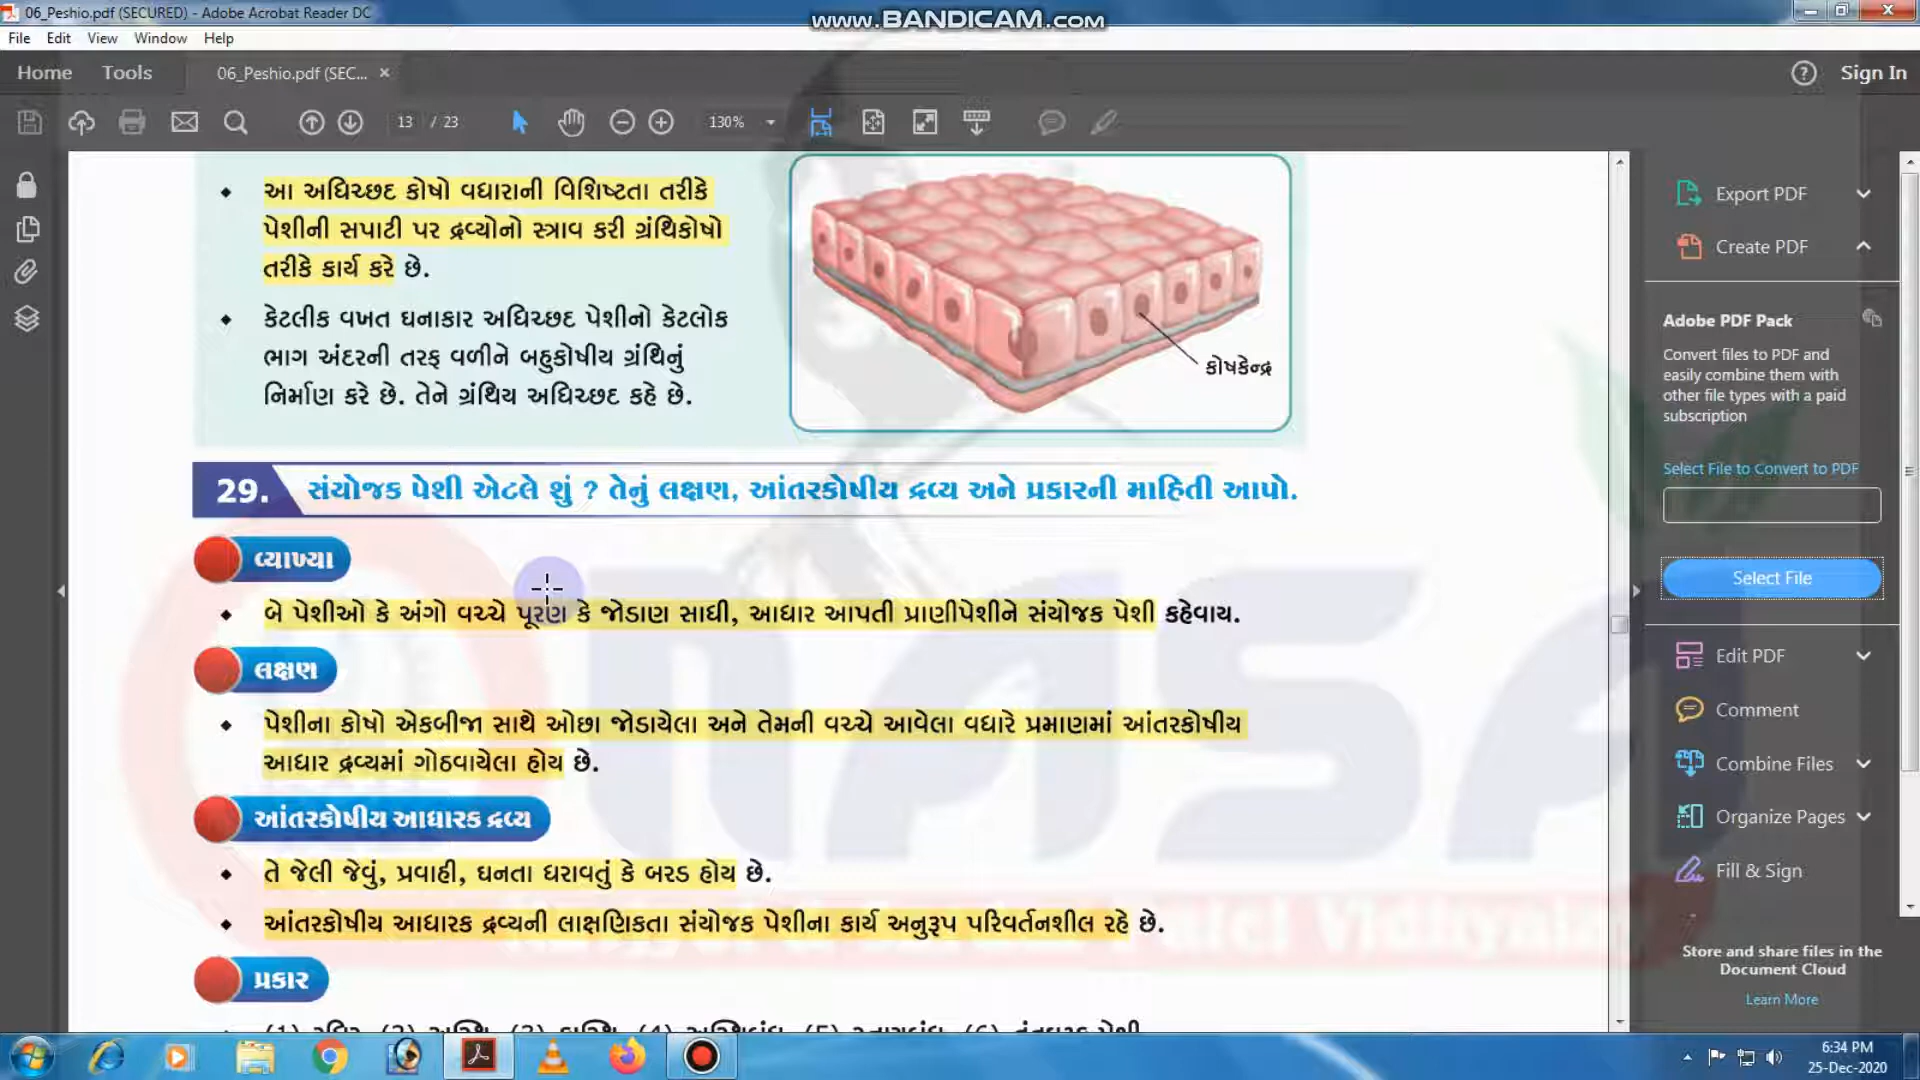 06_Peshio.pdf (SECURED) - Adobe Acrobat Reader DC
www.BANDICAM.com
File Edit View Window Help
Home Tools 06_Peshio.pdf (SEC... × Sign In
13 / 23 130%
આ અધિચ્છદ કોષો વધારાની વિશિષ્ટતા તરીકે
પેશીની સપાટી પર દ્રવ્યોનો સ્ત્રાવ કરી ગ્રંથિકોષો
તરીકે કાર્ય કરે છે.
કેટલીક વખત ઘનાકાર અધિચ્છદ પેશીનો કેટલોક
ભાગ અંદરની તરફ વળીને બહુકોષીય ગ્રંથિનું
નિર્માણ કરે છે. તેને ગ્રંથિય અધિચ્છદ કહે છે.
કોષકેન્દ્ર
29. સંયોજક પેશી એટલે શું ? તેનું લક્ષણ, આંતરકોષીય દ્રવ્ય અને પ્રકારની માહિતી આપો.
વ્યાખ્યા
બે પેશીઓ કે અંગો વચ્ચે પૂરણ કે જોડાણ સાધી, આધાર આપતી પ્રાણીપેશીને સંયોજક પેશી કહેવાય.
લક્ષણ
પેશીના કોષો એકબીજા સાથે ઓછા જોડાયેલા અને તેમની વચ્ચે આવેલા વધારે પ્રમાણમાં આંતરકોષીય
આધાર દ્રવ્યમાં ગોઠવાયેલા હોય છે.
આંતરકોષીય આધારક દ્રવ્ય
તે જેલી જેવું, પ્રવાહી, ઘનતા ધરાવતું કે બરડ હોય છે.
આંતરકોષીય આધારક દ્રવ્યની લાક્ષણિકતા સંયોજક પેશીના કાર્ય અનુરૂપ પરિવર્તનશીલ રહે છે.
પ્રકાર
NASA
Vidhyalay
Export PDF
Create PDF
Adobe PDF Pack
Convert files to PDF and
easily combine them with
other file types with a paid
subscription
Select File to Convert to PDF
Select File
Edit PDF
Comment
Combine Files
Organize Pages
Fill & Sign
Store and share files in the
Document Cloud
Learn More
6:34 PM
25-Dec-2020